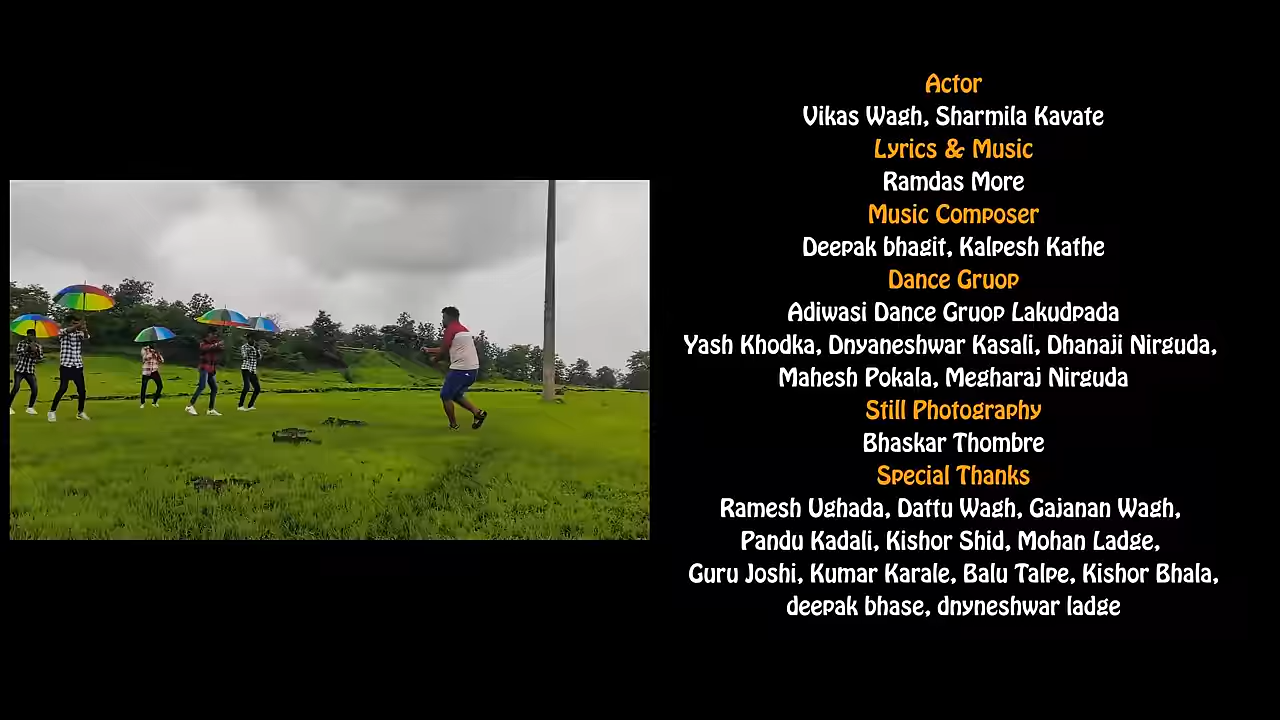 Actor
Vikas Wagh, Sharmila Kavate
Lyrics & Music
Ramdas More
Music Composer
Deepak bhagit, Kalpesh Kathe
Dance Gruop
Adiwasi Dance Gruop Lakudpada
Yash Khodka, Dnyaneshwar Kasali, Dhanaji Nirguda,
Mahesh Pokala, Megharaj Nirguda
Still Photography
Bhaskar Thombre
Special Thanks
Ramesh Ughada, Dattu Wagh, Gajanan Wagh,
Pandu Kadali, Kishor Shid, Mohan Ladge,
Guru Joshi, Kumar Karale, Balu Talpe, Kishor Bhala,
deepak bhase, dnyneshwar ladge